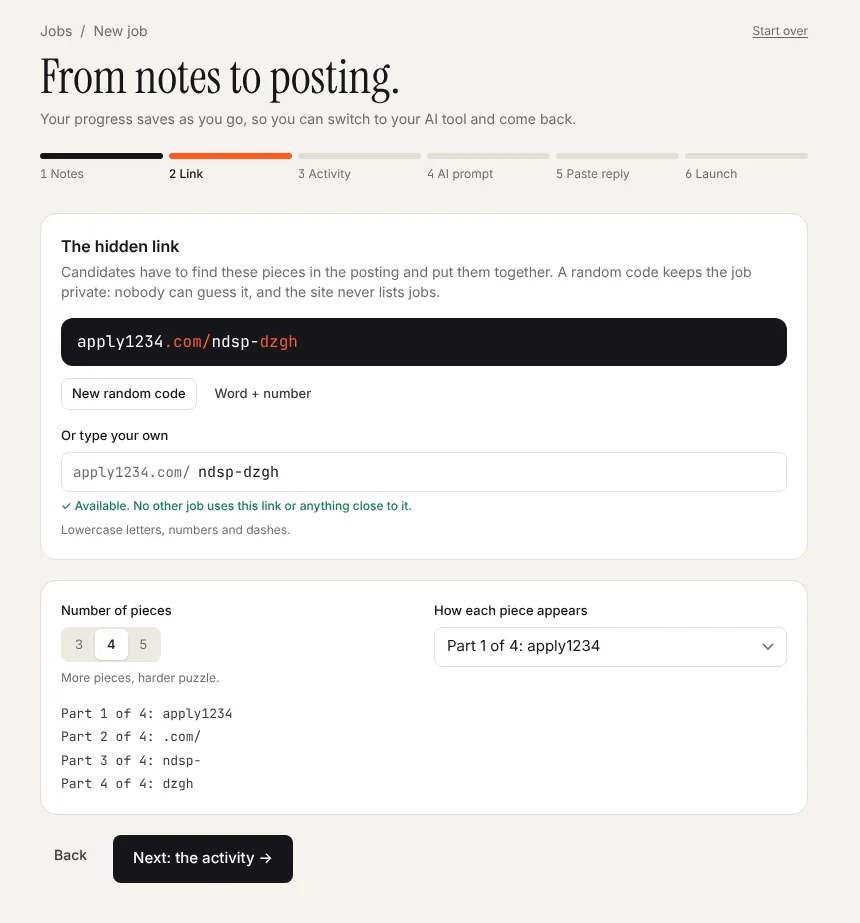 Jobs / New job
Start over
From notes to posting.
Your progress saves as you go, so you can switch to your AI tool and come back.
1 Notes
2 Link
3 Activity
4 AI prompt
5 Paste reply
6 Launch
The hidden link
Candidates have to find these pieces in the posting and put them together. A random code keeps the job
private: nobody can guess it, and the site never lists jobs.
apply1234.com/ndsp-dzgh
New random code
Word + number
Or type your own
apply1234.com/ ndsp-dzgh
✓ Available. No other job uses this link or anything close to it.
Lowercase letters, numbers and dashes.
Number of pieces
3 4 5
More pieces, harder puzzle.
Part 1 of 4: apply1234
Part 2 of 4: .com/
Part 3 of 4: ndsp-
Part 4 of 4: dzgh
How each piece appears
Part 1 of 4: apply1234
Back
Next: the activity →